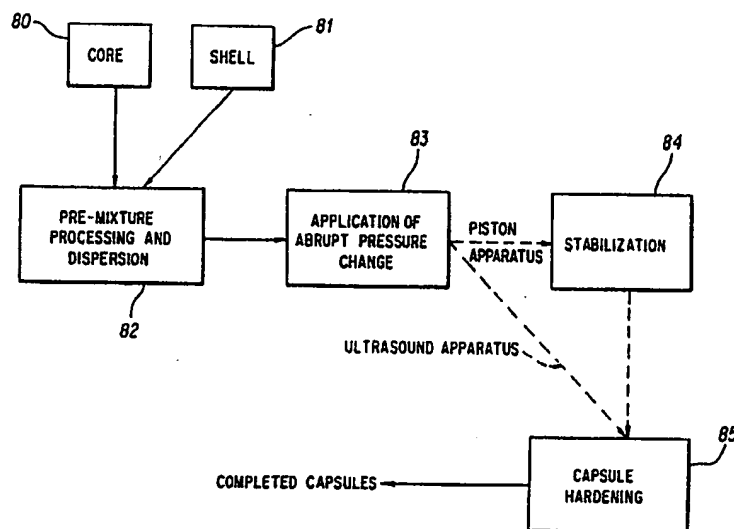 80
CORE
81
SHELL
PRE-MIXTURE
PROCESSING AND
DISPERSION
82
83
APPLICATION OF
ABRUPT PRESSURE
CHANGE
PISTON
APPARATUS
84
STABILIZATION
ULTRASOUND APPARATUS
85
CAPSULE
HARDENING
COMPLETED CAPSULES